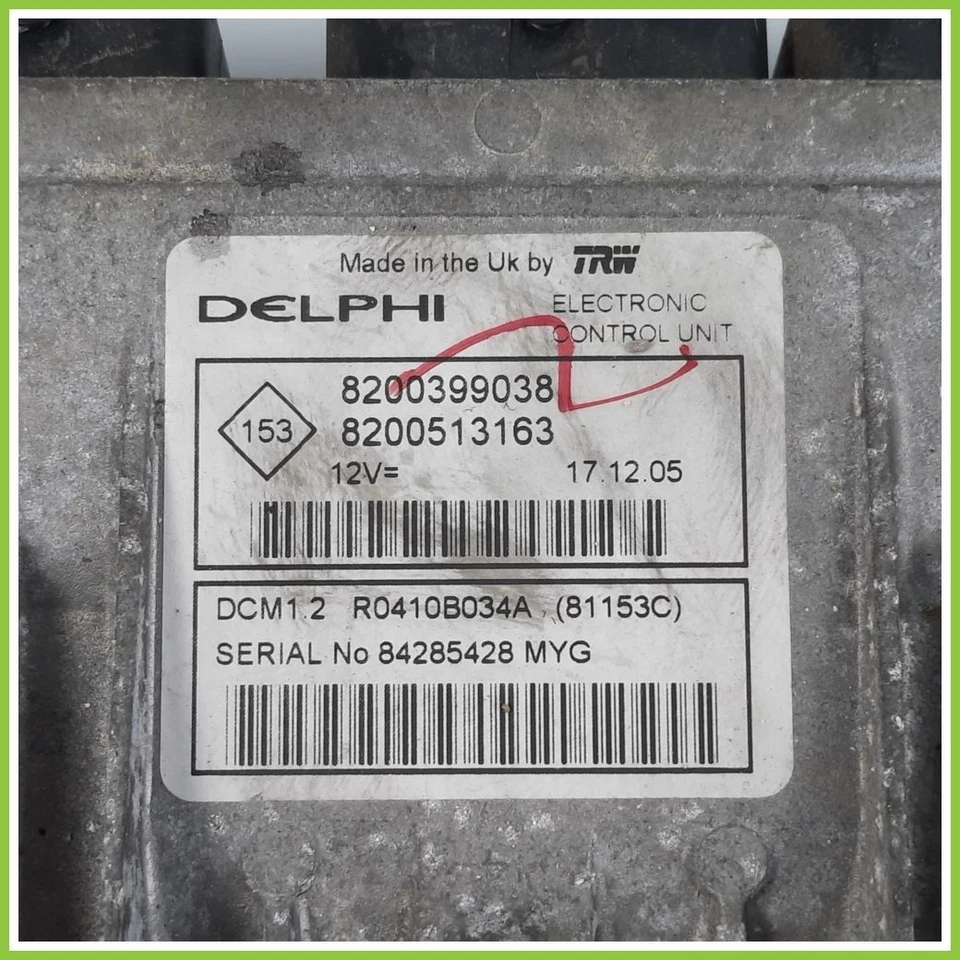 Made in the Uk by TRW
DELPHI ELECTRONIC
CONTROL UNIT
8200399038
153
8200513163
12V= 17.12.05
DCM1.2 R0410B034A (81153C)
SERIAL No 84285428 MYG